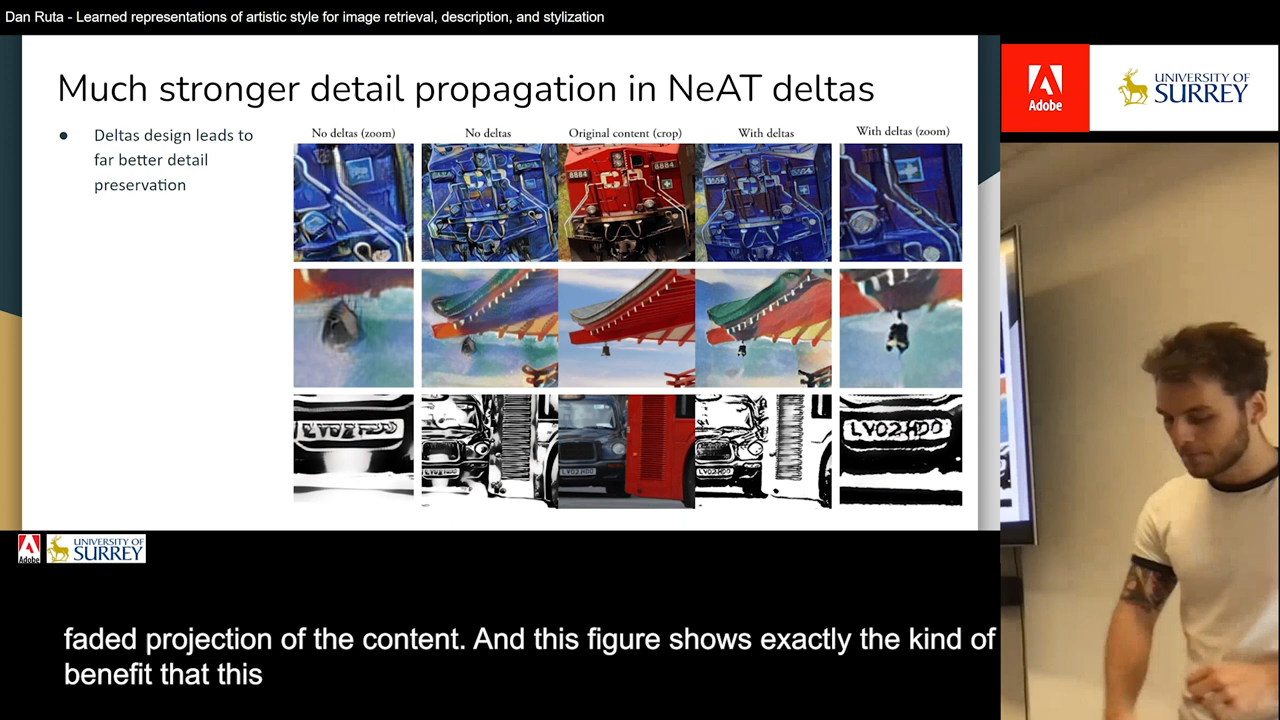 Dan Ruta - Learned representations of artistic style for image retrieval, description, and stylization
Much stronger detail propagation in NeAT deltas
● Deltas design leads to
far better detail
preservation
No deltas (zoom) No deltas Original content (crop) With deltas With deltas (zoom)
8884 8884
LV02HDO
LV02HDO
LV02HDO
Adobe
UNIVERSITY OF
SURREY
Adobe
UNIVERSITY OF
SURREY
faded projection of the content. And this figure shows exactly the kind of
benefit that this